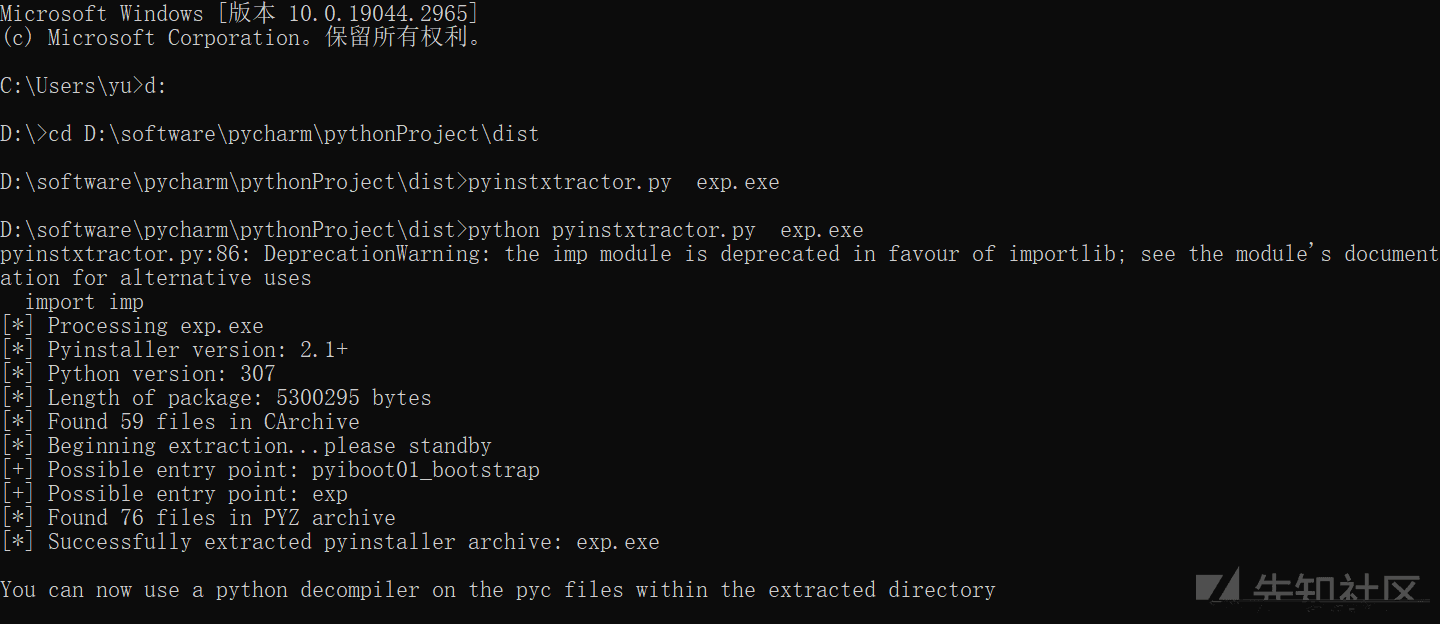 Microsoft Windows [版本 10.0.19044.2965]
(c) Microsoft Corporation。保留所有权利。
C:\Users\yu>d:
D:\>cd D:\software\pycharm\pythonProject\dist
D:\software\pycharm\pythonProject\dist>pyinstxtractor.py  exp.exe
D:\software\pycharm\pythonProject\dist>python pyinstxtractor.py  exp.exe
pyinstxtractor.py:86: DeprecationWarning: the imp module is deprecated in favour of importlib; see the module's document
ation for alternative uses
  import imp
[*] Processing exp.exe
[*] Pyinstaller version: 2.1+
[*] Python version: 307
[*] Length of package: 5300295 bytes
[*] Found 59 files in CArchive
[*] Beginning extraction...please standby
[+] Possible entry point: pyiboot01_bootstrap
[+] Possible entry point: exp
[*] Found 76 files in PYZ archive
[*] Successfully extracted pyinstaller archive: exp.exe
You can now use a python decompiler on the pyc files within the extracted directory
先知社区